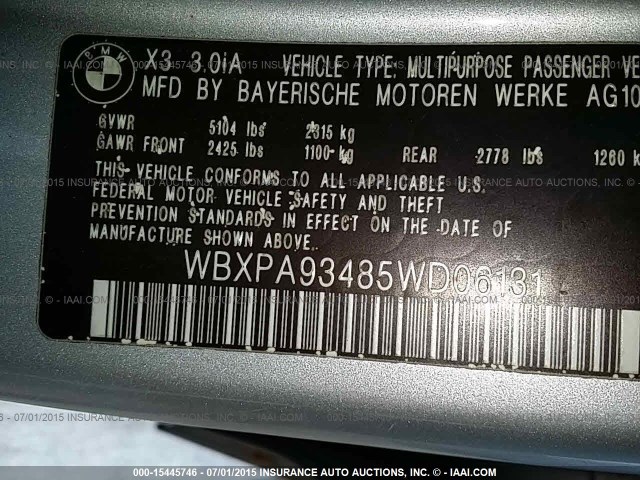 BMW
X3 3.0iA VEHICLE TYPE: MULTIPURPOSE PASSENGER VE
MFD BY BAYERISCHE MOTOREN WERKE AG10
GVWR 5104 lbs 2315 kg
GAWR FRONT 2425 lbs 1100 kg REAR 2778 lbs 1260 k
THIS VEHICLE CONFORMS TO ALL APPLICABLE U.S.
FEDERAL MOTOR VEHICLE SAFETY AND THEFT
PREVENTION STANDARDS IN EFFECT ON THE DATE OF
MANUFACTURE SHOWN ABOVE.
WBXPA93485WD06131
000-15445746 - 07/01/2015 INSURANCE AUTO AUCTIONS - © - IAAI.COM